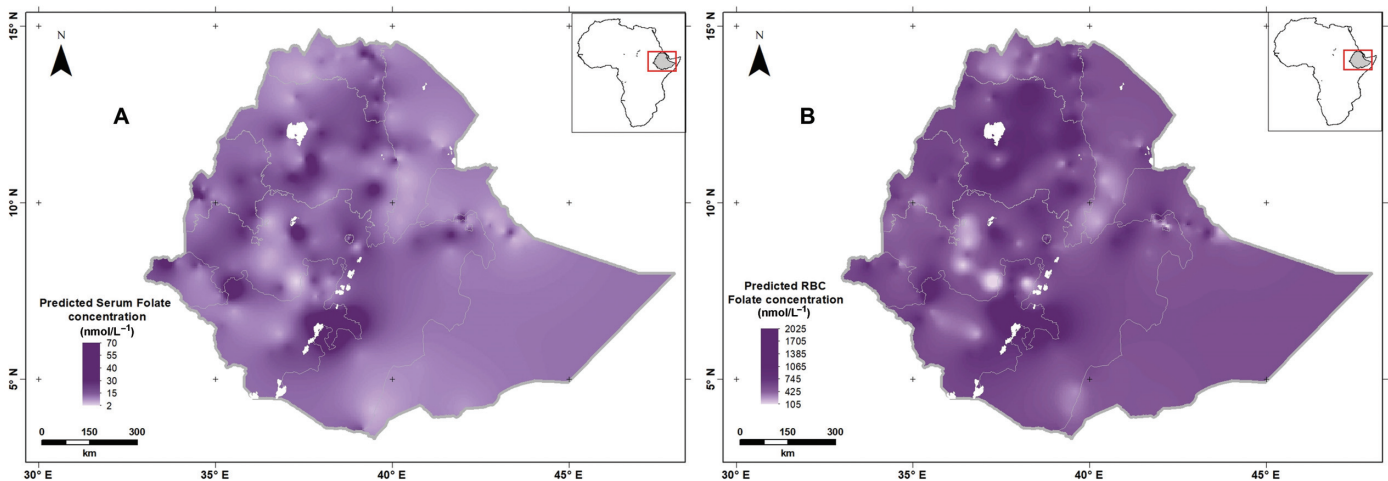 15° N
N
A
10° N
Predicted Serum Folate
concentration
(nmol/L⁻¹)
70
55
40
30
15
2
5° N
0 150 300
km
30° E 35° E 40° E 45° E
15° N
N
B
10° N
Predicted RBC
Folate concentration
(nmol/L⁻¹)
2025
1705
1385
1065
745
425
105
5° N
0 150 300
km
30° E 35° E 40° E 45° E